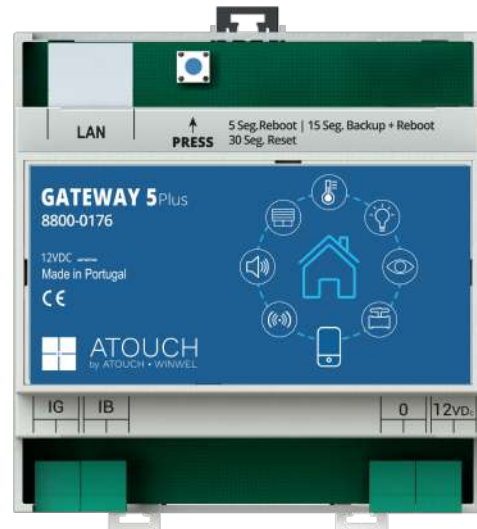 LAN
PRESS
5 Seg.Reboot | 15 Seg. Backup + Reboot
30 Seg. Reset
GATEWAY 5Plus
8800-0176
12VDC
Made in Portugal
CE
ATOUCH
by ATOUCH • WINWEL
IG IB 0 12VDC